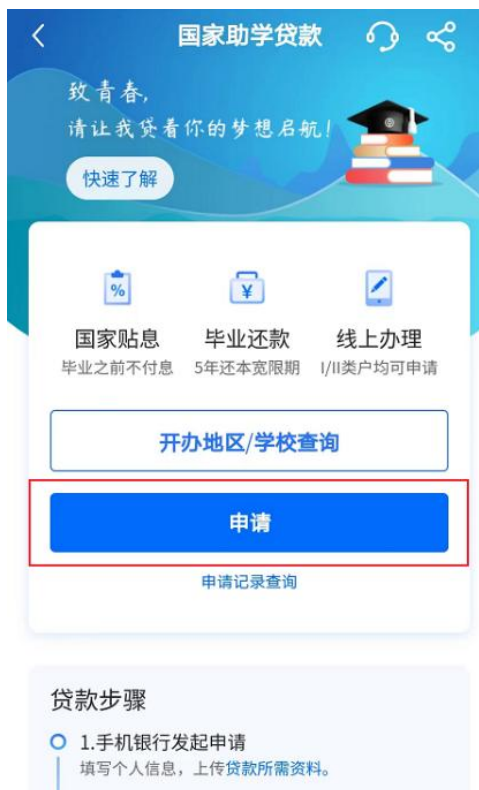 国家助学贷款
致青春,
请让我贷着你的梦想启航!
快速了解
%
¥
国家贴息 毕业还款 线上办理
毕业之前不付息 5年还本宽限期 I/II类户均可申请
开办地区/学校查询
申请
申请记录查询
贷款步骤
1.手机银行发起申请
填写个人信息，上传贷款所需资料。